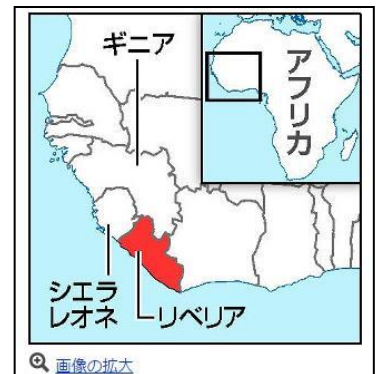 ギニア
アフリカ
シエラ
レオネ
リベリア
画像の拡大